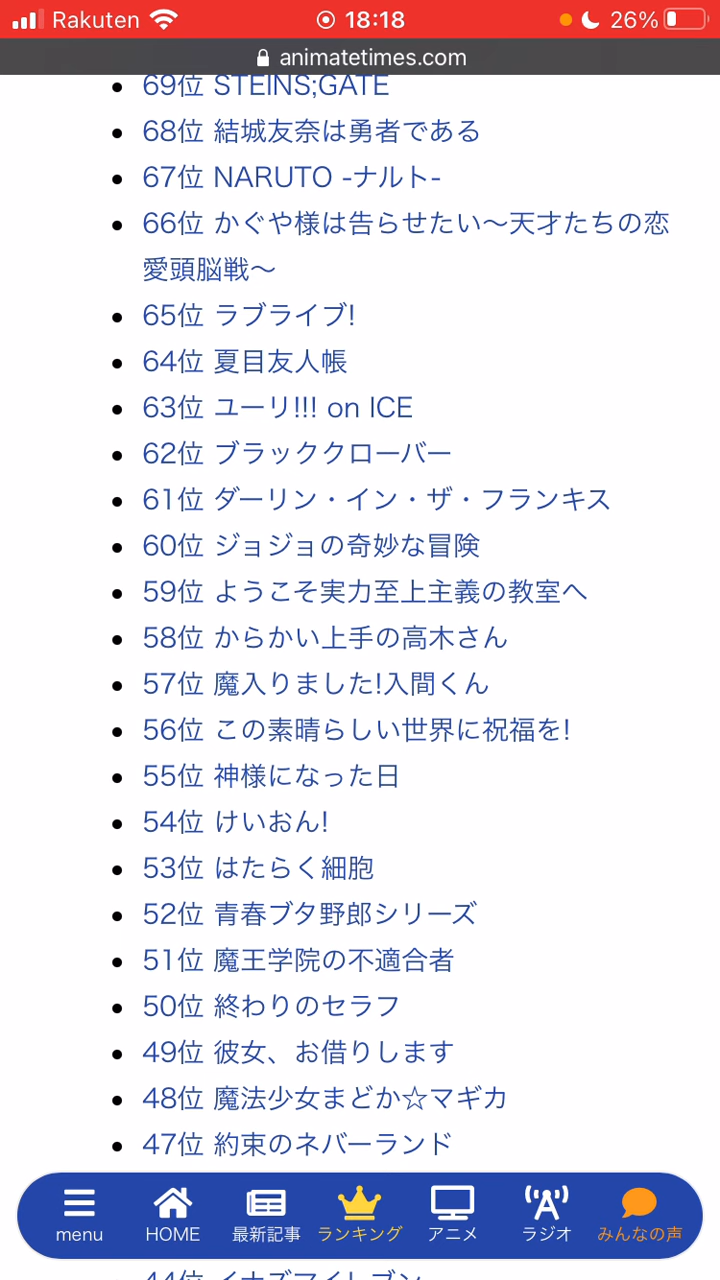 Rakuten 18:18 26%
animatetimes.com
69位 STEINS;GATE
68位 結城友奈は勇者である
67位 NARUTO -ナルト-
66位 かぐや様は告らせたい～天才たちの恋
愛頭脳戦～
65位 ラブライブ!
64位 夏目友人帳
63位 ユーリ!!! on ICE
62位 ブラッククローバー
61位 ダーリン・イン・ザ・フランキス
60位 ジョジョの奇妙な冒険
59位 ようこそ実力至上主義の教室へ
58位 からかい上手の高木さん
57位 魔入りました!入間くん
56位 この素晴らしい世界に祝福を!
55位 神様になった日
54位 けいおん!
53位 はたらく細胞
52位 青春ブタ野郎シリーズ
51位 魔王学院の不適合者
50位 終わりのセラフ
49位 彼女、お借りします
48位 魔法少女まどか☆マギカ
47位 約束のネバーランド
menu HOME 最新記事 ランキング アニメ ラジオ みんなの声
44位 イナズマイレブン